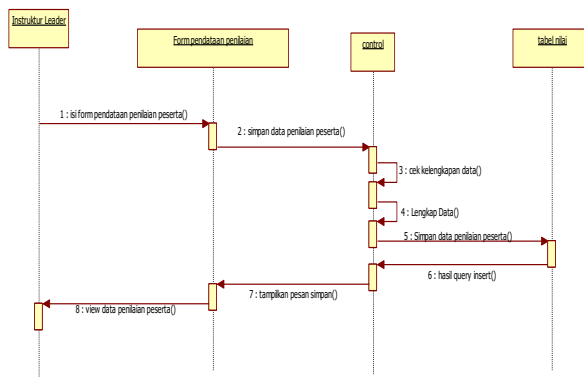 Instruktur Leader
Form pendataan penilaian
control
tabel nilai
1 : isi form pendataan penilaian peserta()
2 : simpan data penilaian peserta()
3 : cek kelengkapan data()
4 : Lengkap Data()
5 : Simpan data penilaian peserta()
6 : hasil query insert()
7 : tampilkan pesan simpan()
8 : view data penilaian peserta()